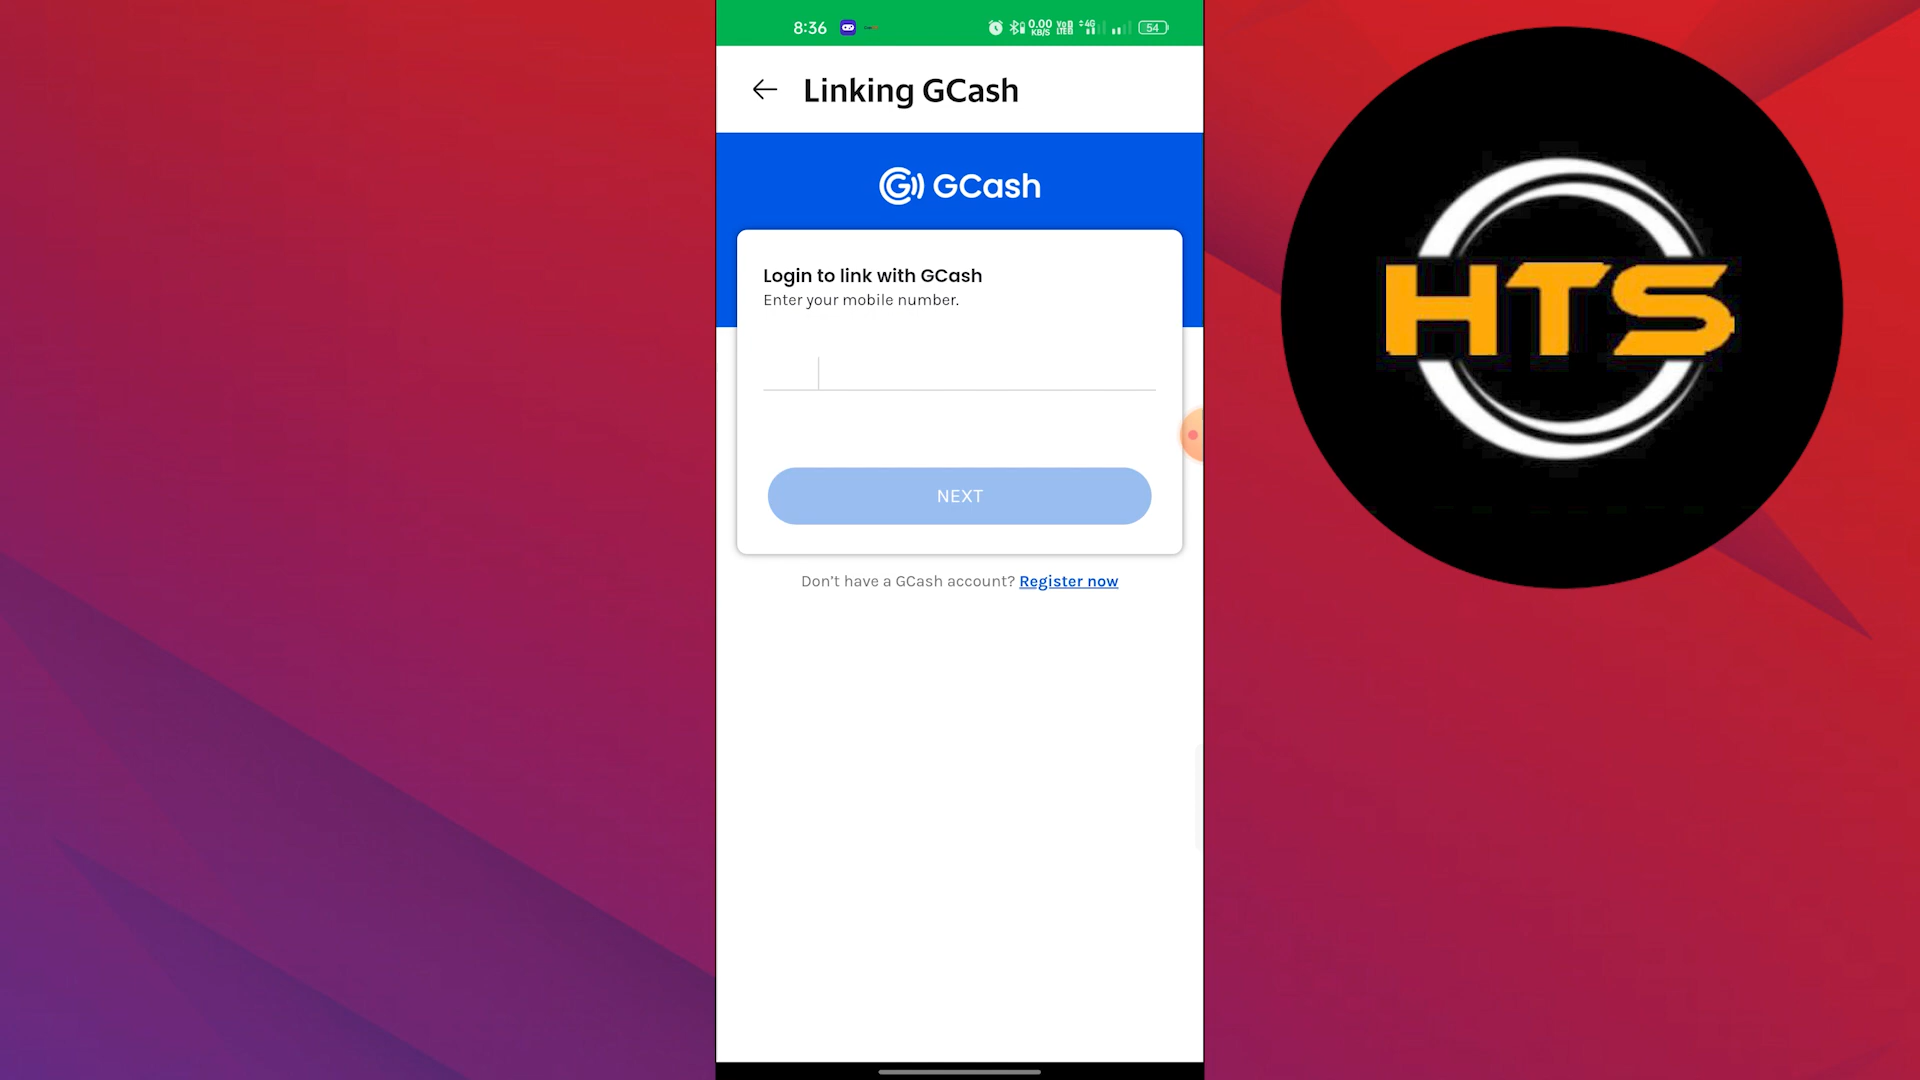 8:36
0.00 KB/S
4G
54
Linking GCash
GCash
Login to link with GCash
Enter your mobile number.
NEXT
Don't have a GCash account? Register now
HTS